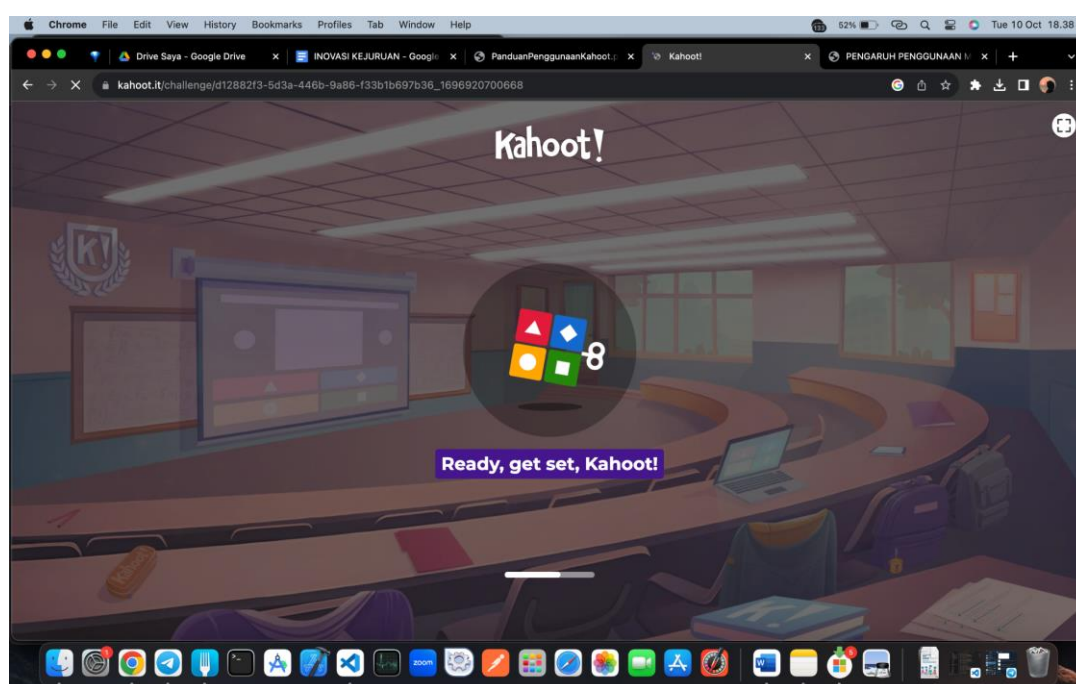 Chrome File Edit View History Bookmarks Profiles Tab Window Help 52% Tue 10 Oct 18.38
Drive Saya - Google Drive INOVASI KEJURUAN - Google PanduanPenggunaanKahoot.p Kahoot! PENGARUH PENGGUNAAN M
kahoot.it/challenge/d12882f3-5d3a-446b-9a86-f33b1b697b36_1696920700668
Kahoot!
K!
Ready, get set, Kahoot!
Kahoot!
K!
zoom